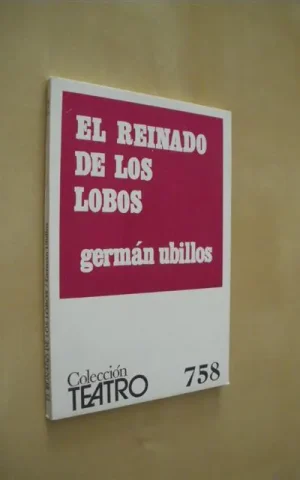 EL REINADO
DE LOS
LOBOS
germán ubillos
Colección
TEATRO
758